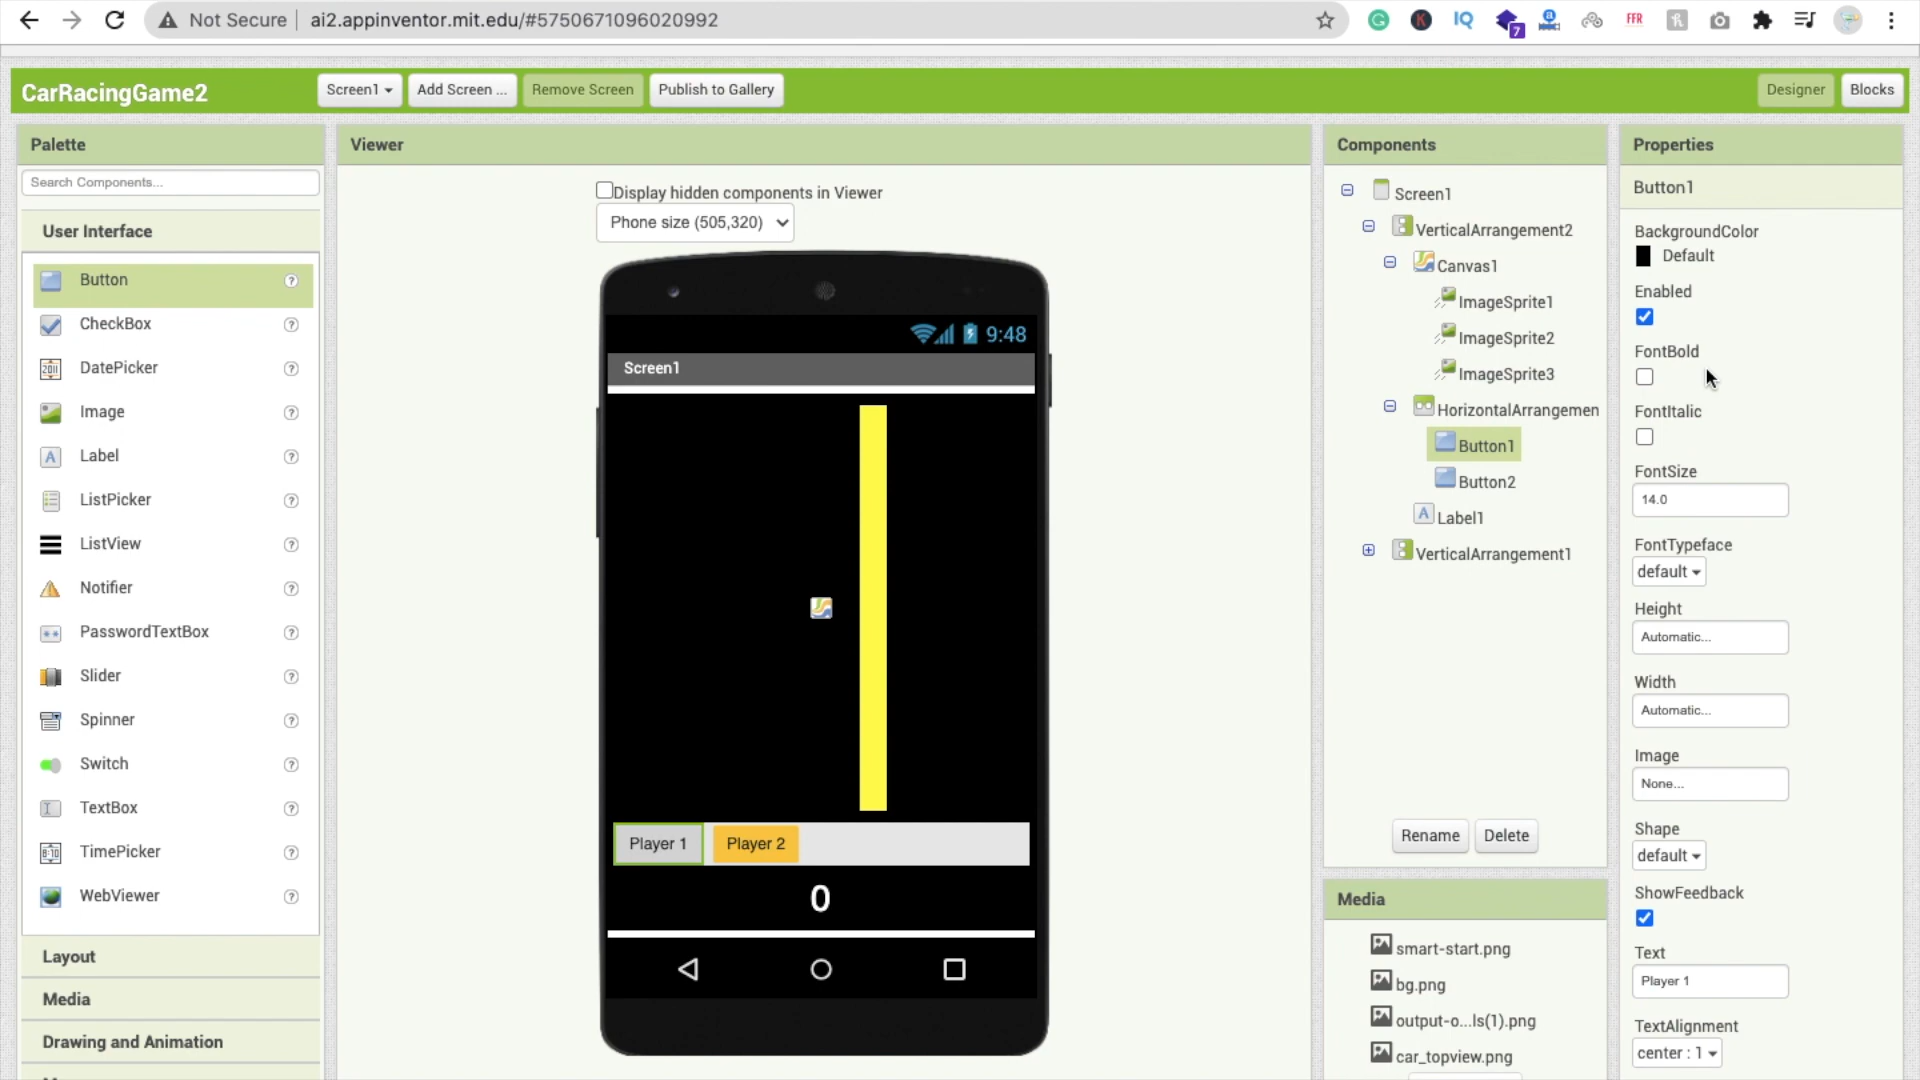 Not Secure
ai2.appinventor.mit.edu/#5750671096020992
7
CarRacingGame2
Screen1
Add Screen ...
Remove Screen
Publish to Gallery
Designer
Blocks
Palette
Search Components...
User Interface
Button
CheckBox
DatePicker
Image
Label
ListPicker
ListView
Notifier
PasswordTextBox
Slider
Spinner
Switch
TextBox
TimePicker
WebViewer
Layout
Media
Drawing and Animation
Viewer
Display hidden components in Viewer
Phone size (505,320)
9:48
Screen1
Player 1
Player 2
0
Components
Screen1
VerticalArrangement2
Canvas1
ImageSprite1
ImageSprite2
ImageSprite3
HorizontalArrangemen
Button1
Button2
Label1
VerticalArrangement1
Rename
Delete
Media
smart-start.png
bg.png
output-o...ls(1).png
car_topview.png
Properties
Button1
BackgroundColor
Default
Enabled
FontBold
FontItalic
FontSize
14.0
FontTypeface
default
Height
Automatic...
Width
Automatic...
Image
None...
Shape
default
ShowFeedback
Text
Player 1
TextAlignment
center : 1